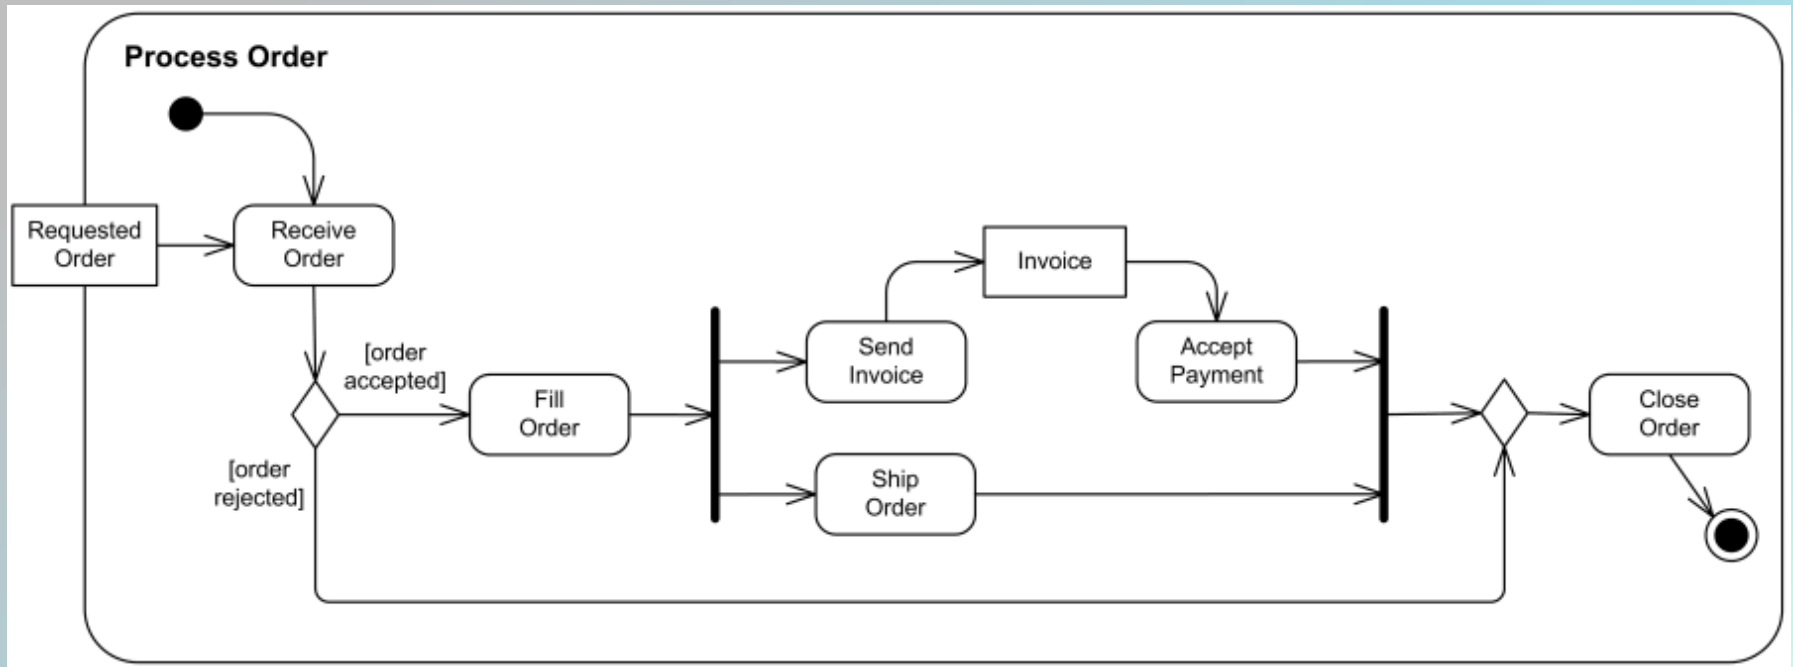 Process Order
Requested
Order
Receive
Order
[order
accepted]
[order
rejected]
Fill
Order
Send
Invoice
Invoice
Accept
Payment
Ship
Order
Close
Order